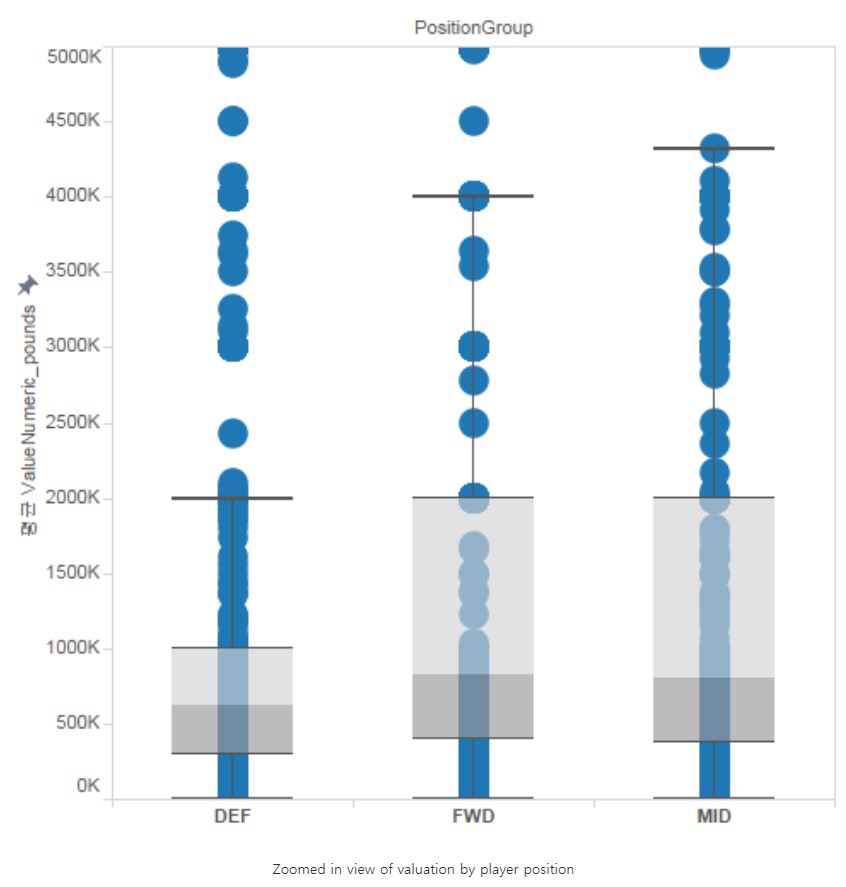 PositionGroup
5000K
4500K
4000K
3500K
3000K
2500K
2000K
1500K
1000K
500K
0K
평균 ValueNumeric_pounds
DEF FWD MID
Zoomed in view of valuation by player position